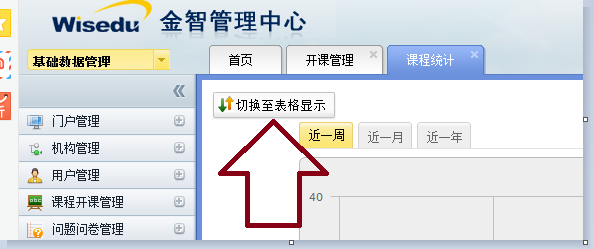 Wisedu 金智管理中心
基础数据管理
首页 开课管理 课程统计
切换至表格显示
门户管理
近一周 近一月 近一年
机构管理
用户管理
40
课程开课管理
问题问卷管理